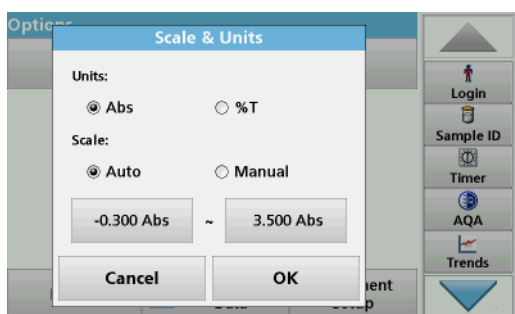 Options
Scale & Units
Units:
Abs
%T
Scale:
Auto
Manual
-0.300 Abs ~ 3.500 Abs
Cancel
OK
Login
Sample ID
Timer
AQA
Trends